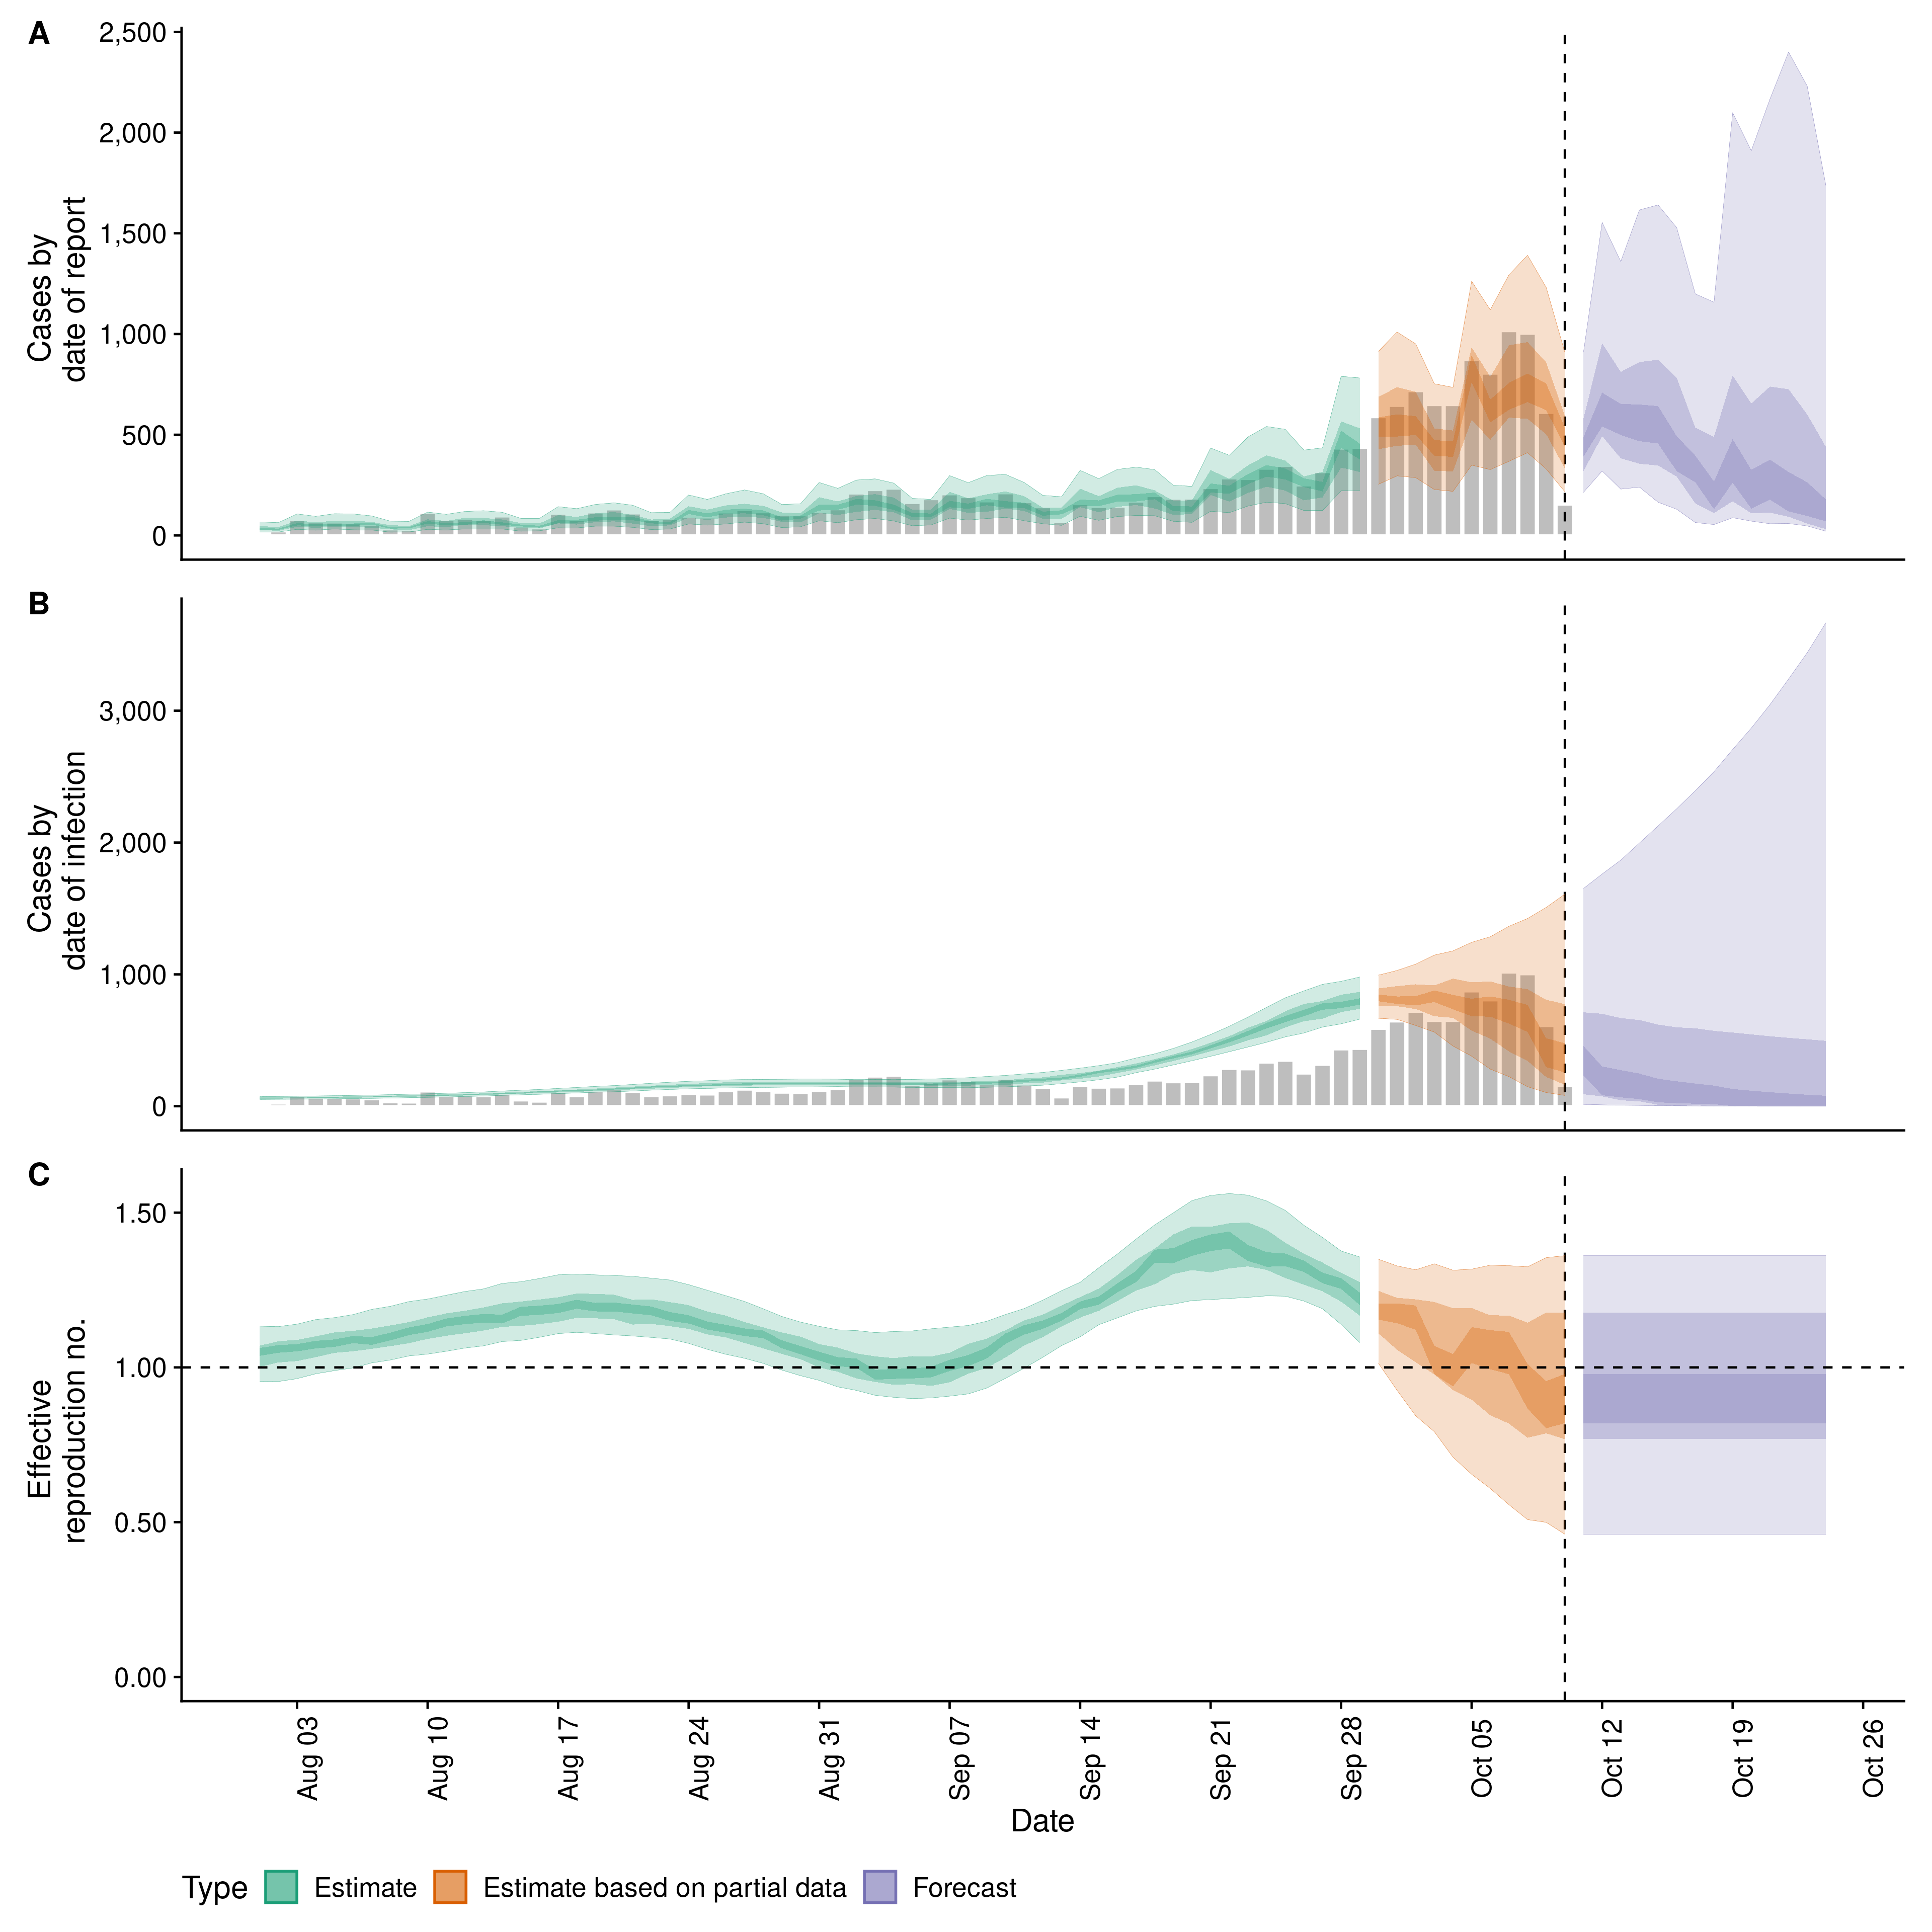 A
2,500
2,000
1,500
1,000
500
0
Cases by
date of report
B
3,000
2,000
1,000
0
Cases by
date of infection
C
1.50
1.00
0.50
0.00
Effective
reproduction no.
Aug 03
Aug 10
Aug 17
Aug 24
Aug 31
Sep 07
Sep 14
Sep 21
Sep 28
Oct 05
Oct 12
Oct 19
Oct 26
Date
Type Estimate Estimate based on partial data Forecast